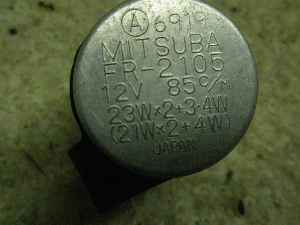 Ⓐ6919
MITSUBA
FR-2105
12V 85c/M
23W×2+3.4W
(21W×2+4W)
JAPAN